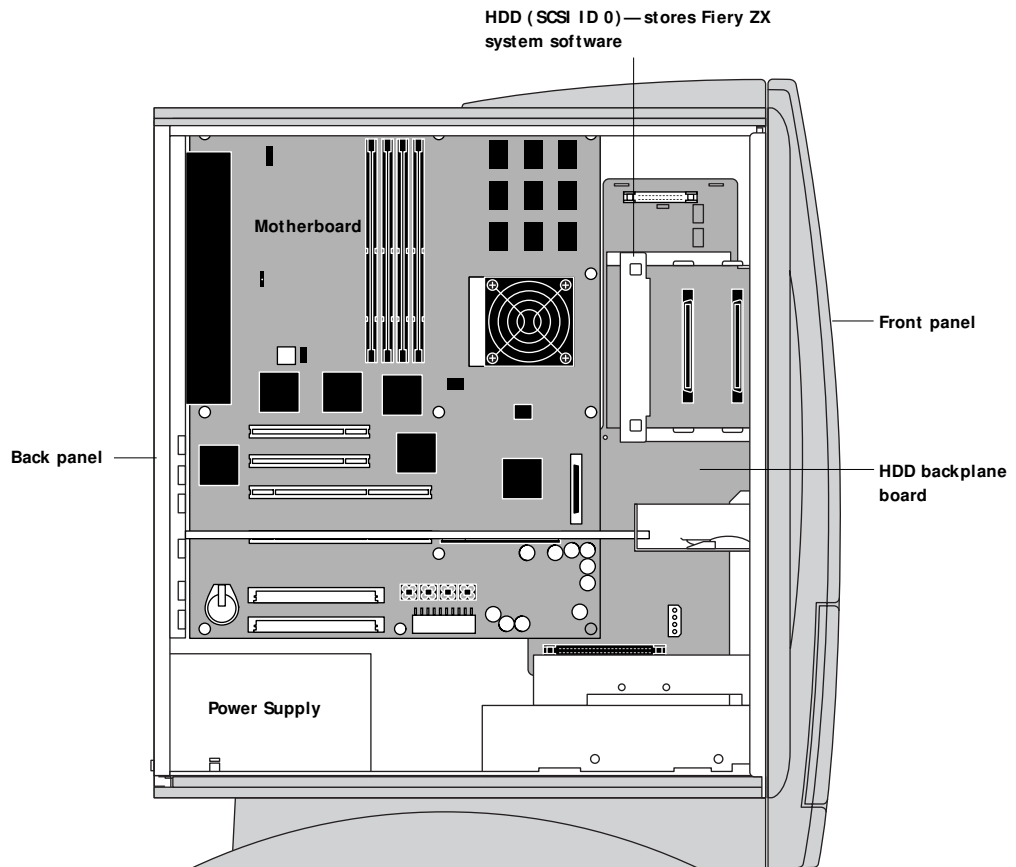 HDD (SCSI ID 0)—stores Fiery ZX
system software
Motherboard
Front panel
Back panel
HDD backplane
board
Power Supply